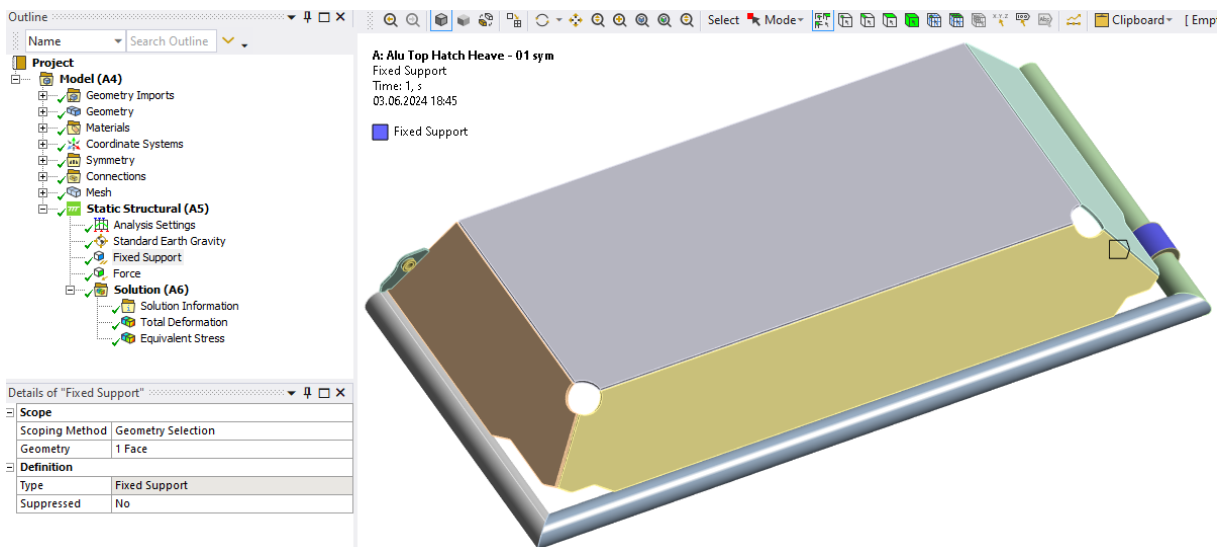 Outline
Name
Search Outline
Project
Model (A4)
Geometry Imports
Geometry
Materials
Coordinate Systems
Symmetry
Connections
Mesh
Static Structural (A5)
Analysis Settings
Standard Earth Gravity
Fixed Support
Force
Solution (A6)
Solution Information
Total Deformation
Equivalent Stress
Details of "Fixed Support"
Scope
Scoping Method Geometry Selection
Geometry 1 Face
Definition
Type Fixed Support
Suppressed No
Select Mode Clipboard [ Emp
A: Alu Top Hatch Heave - 01 sym
Fixed Support
Time: 1, s
03.06.2024 18:45
Fixed Support